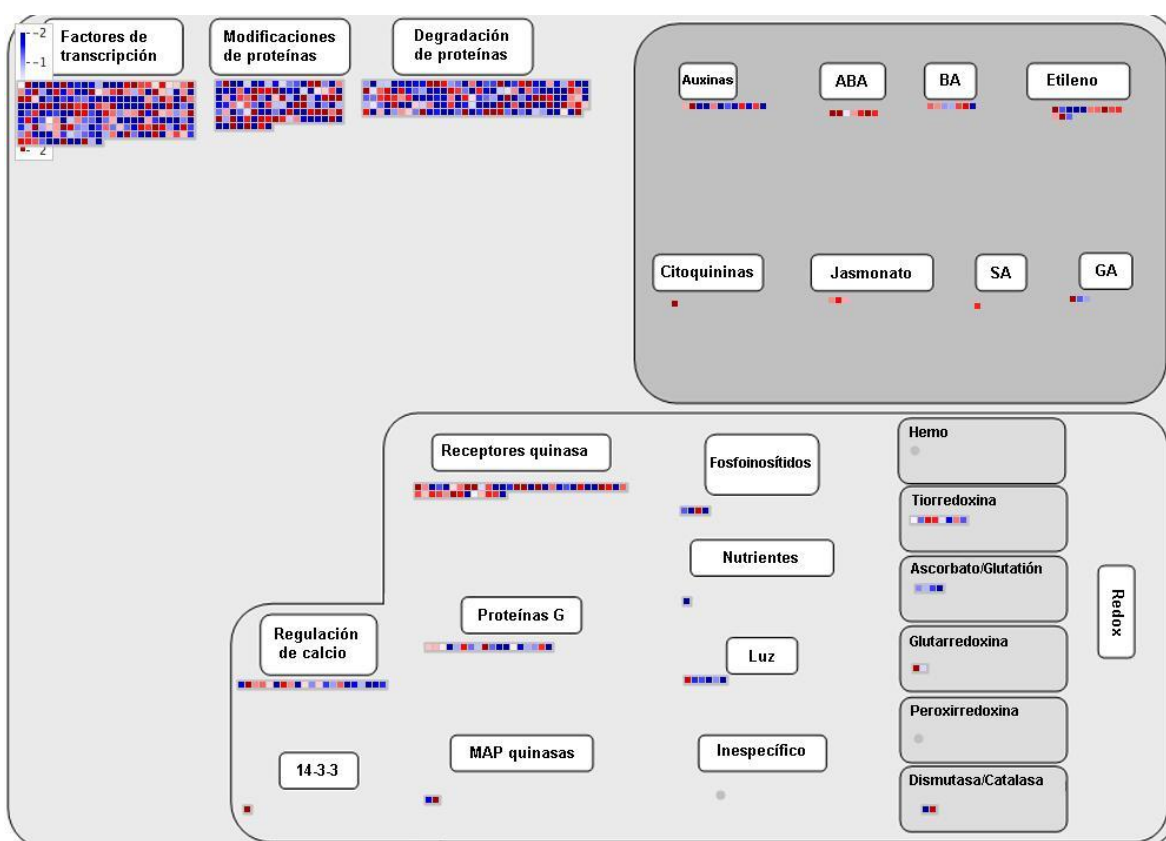 --2
--1
-- 2
Factores de
transcripción
Modificaciones
de proteínas
Degradación
de proteínas
Auxinas
ABA
BA
Etileno
Citoquininas
Jasmonato
SA
GA
Receptores quinasa
Fosfoinosítidos
Hemo
Tiorredoxina
Nutrientes
Ascorbato/Glutatión
Redox
Proteínas G
Regulación
de calcio
Luz
Glutarredoxina
Peroxirredoxina
MAP quinasas
Inespecífico
14-3-3
Dismutasa/Catalasa